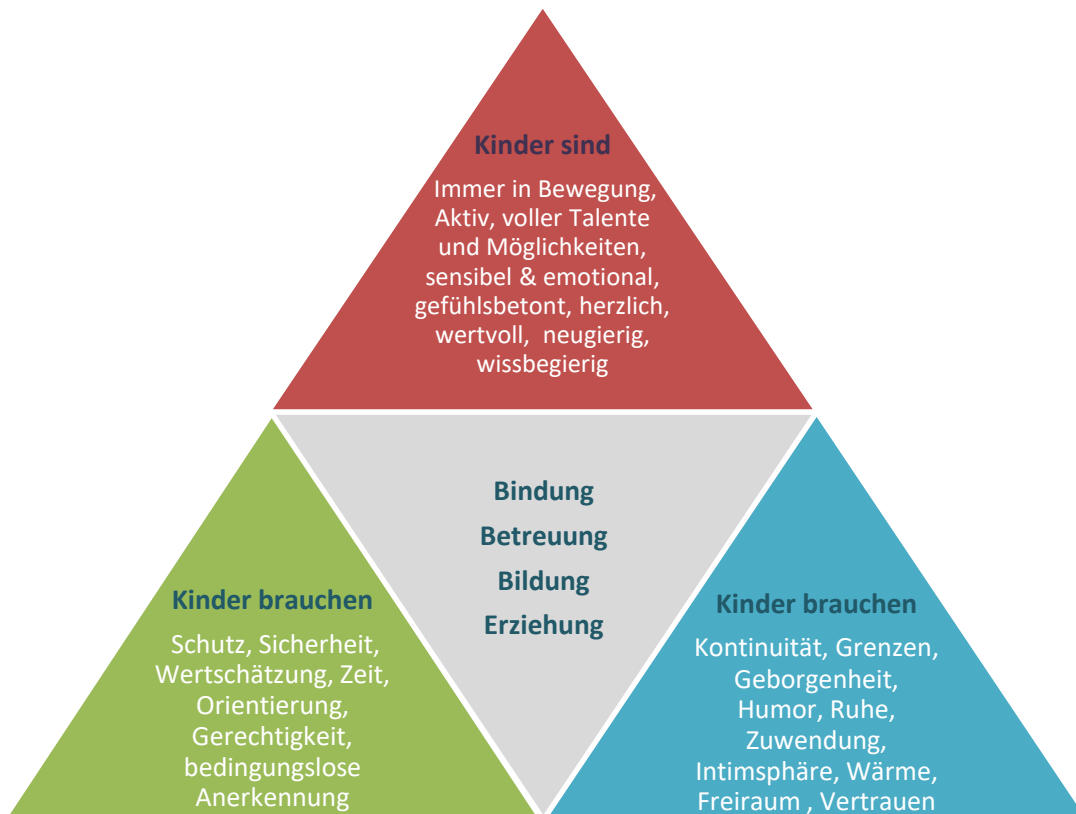 Kinder sind
Immer in Bewegung,
Aktiv, voller Talente
und Möglichkeiten,
sensibel & emotional,
gefühlsbetont, herzlich,
wertvoll,  neugierig,
wissbegierig
Bindung
Betreuung
Bildung
Erziehung
Kinder brauchen
Schutz, Sicherheit,
Wertschätzung, Zeit,
Orientierung,
Gerechtigkeit,
bedingungslose
Anerkennung
Kinder brauchen
Kontinuität, Grenzen,
Geborgenheit,
Humor, Ruhe,
Zuwendung,
Intimsphäre, Wärme,
Freiraum , Vertrauen